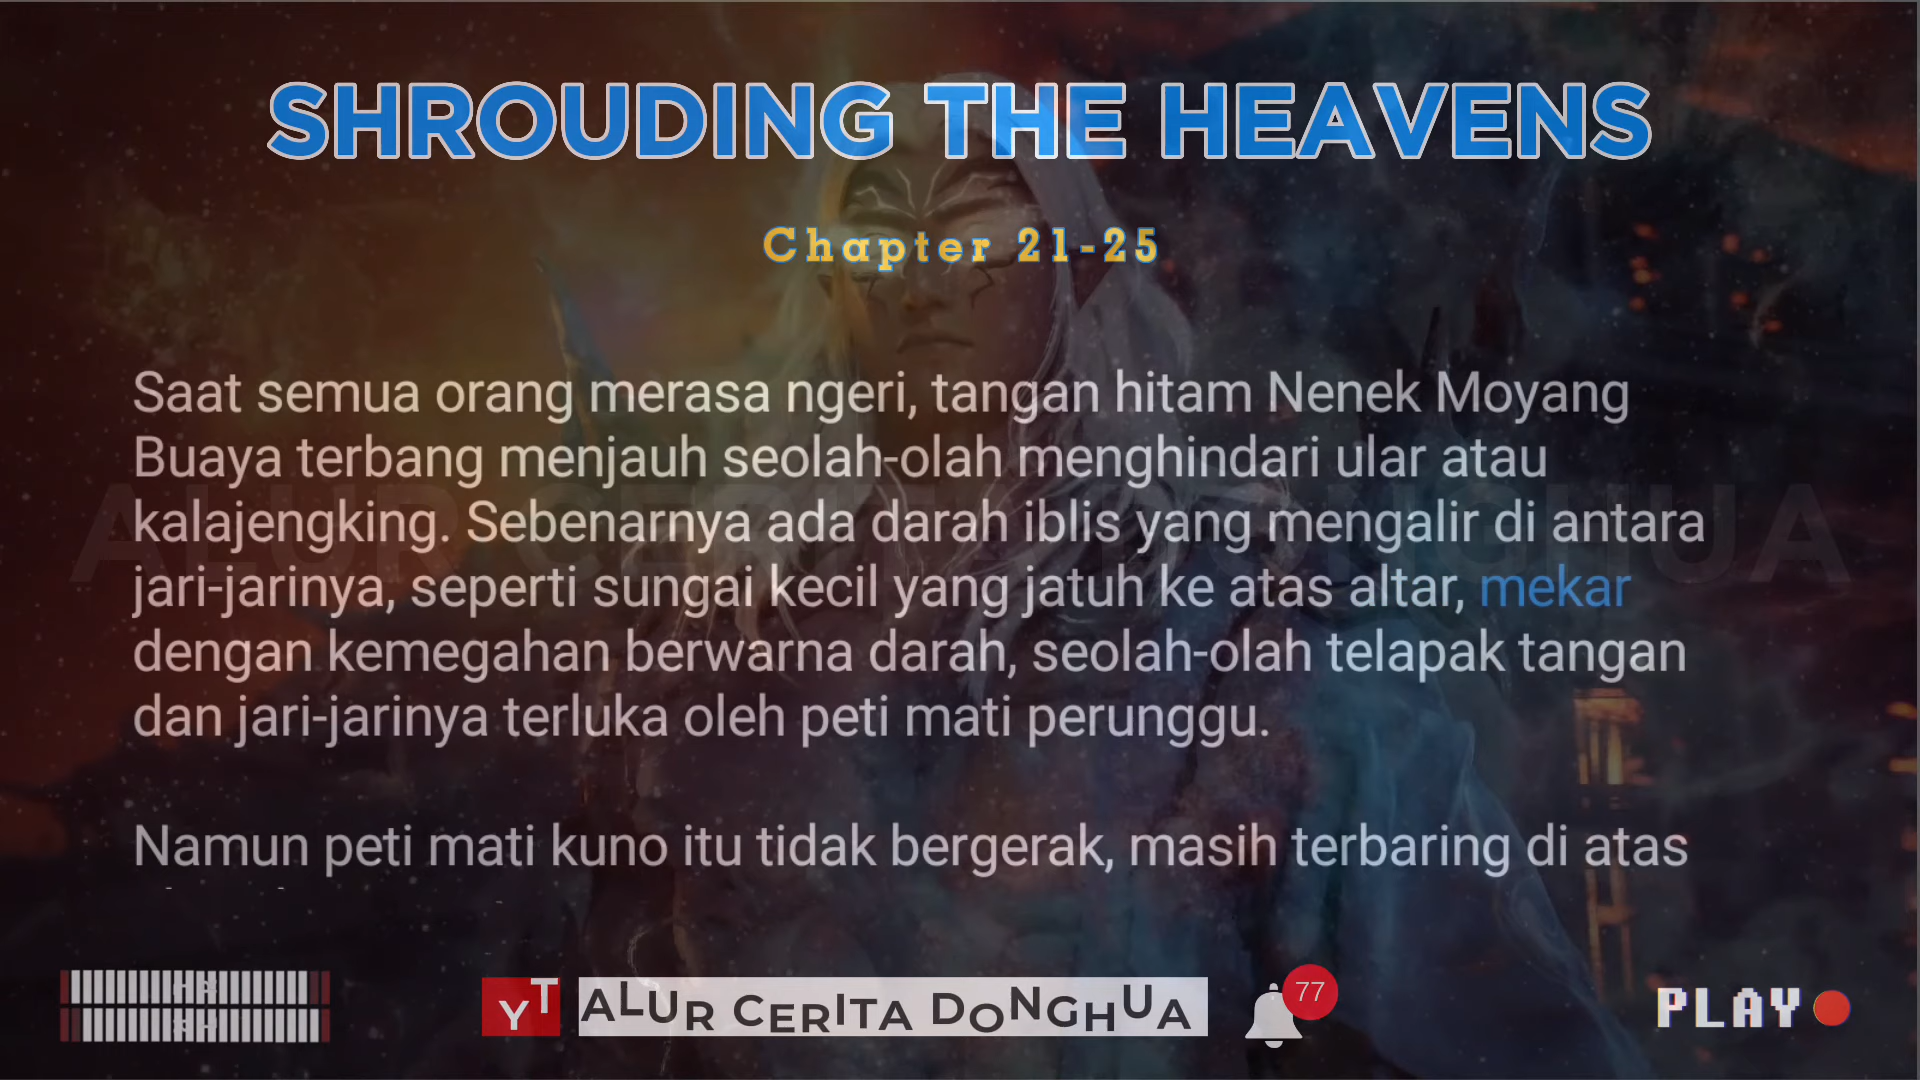 SHROUDING THE HEAVENS
Chapter 21-25
Saat semua orang merasa ngeri, tangan hitam Nenek Moyang
Buaya terbang menjauh seolah-olah menghindari ular atau
kalajengking. Sebenarnya ada darah iblis yang mengalir di antara
jari-jarinya, seperti sungai kecil yang jatuh ke atas altar, mekar
dengan kemegahan berwarna darah, seolah-olah telapak tangan
dan jari-jarinya terluka oleh peti mati perunggu.
Namun peti mati kuno itu tidak bergerak, masih terbaring di atas
ALUR CERITA DONGHUA
YT ALUR CERITA DONGHUA
77
PLAY